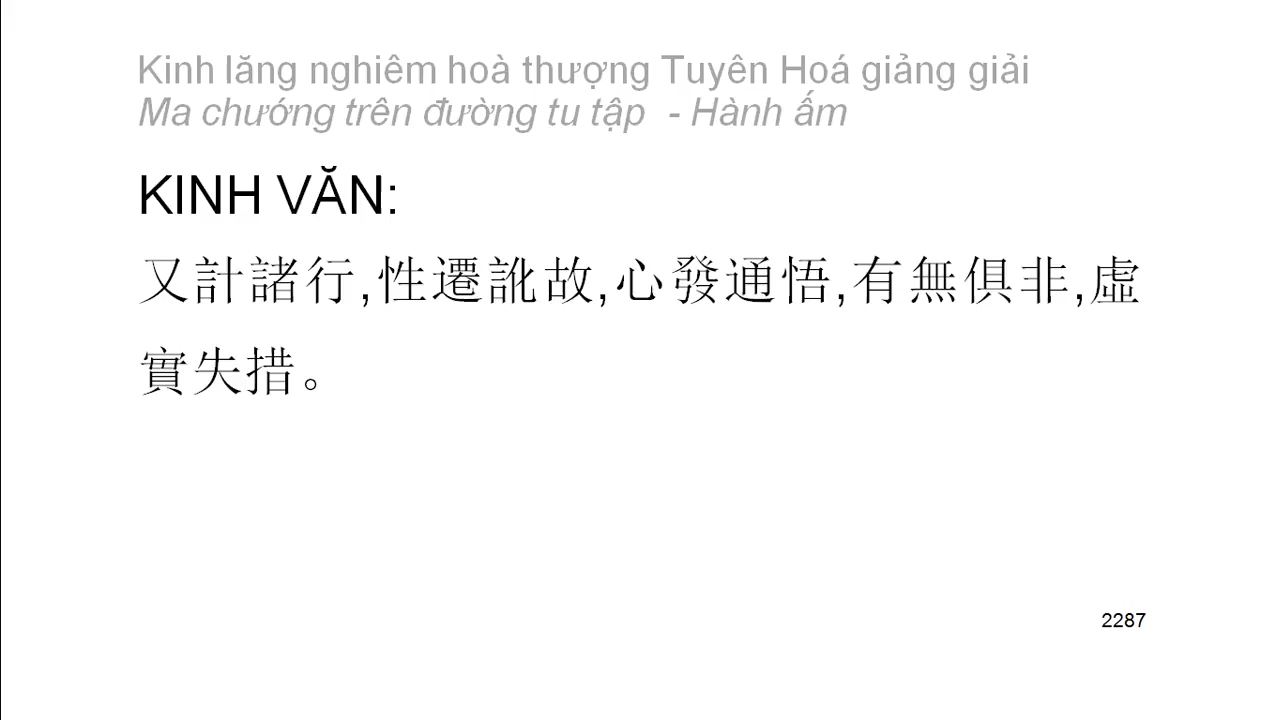 Kinh lăng nghiêm hoà thượng Tuyên Hoá giảng giải
Ma chướng trên đường tu tập - Hành ấm
KINH VĂN:
又計諸行,性遷訛故,心發通悟,有無俱非,虛
實失措。
2287